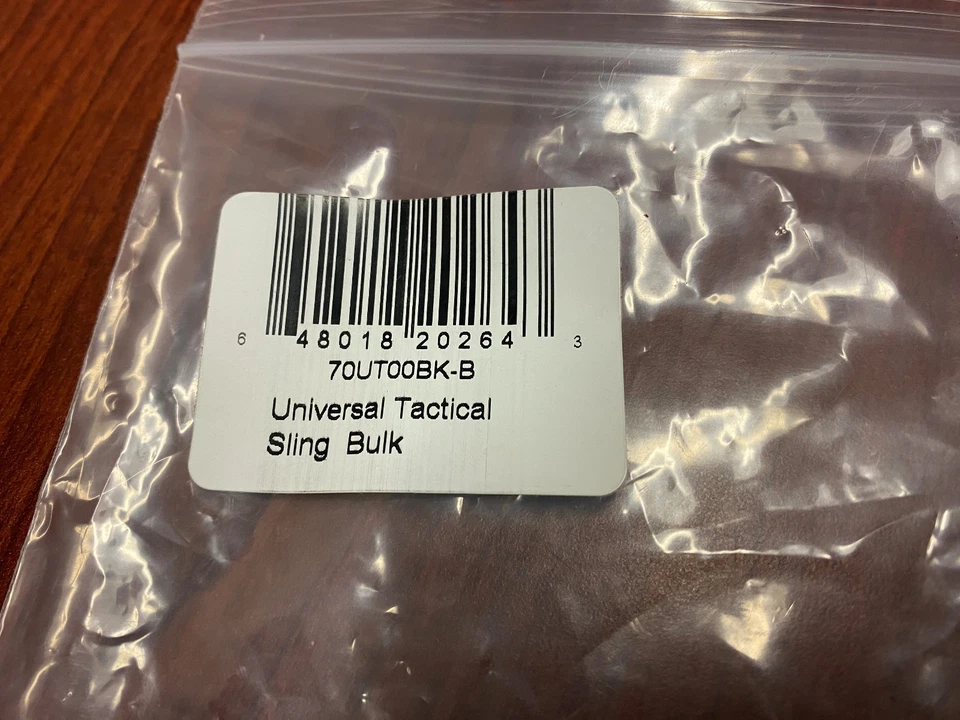 6 48018 20264 3
70UT00BK-B
Universal Tactical
Sling Bulk